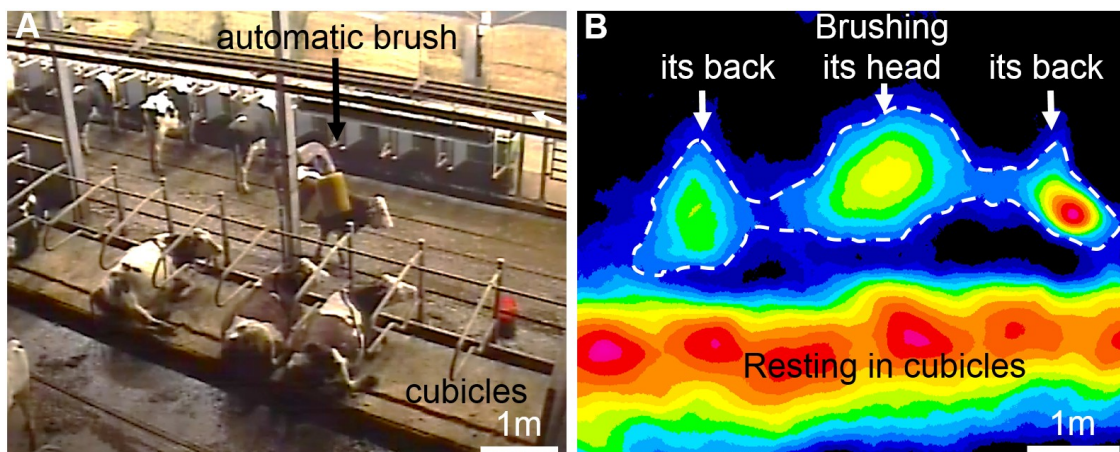 A
automatic brush
cubicles
1m
B
Brushing
its back
its head
its back
Resting in cubicles
1m